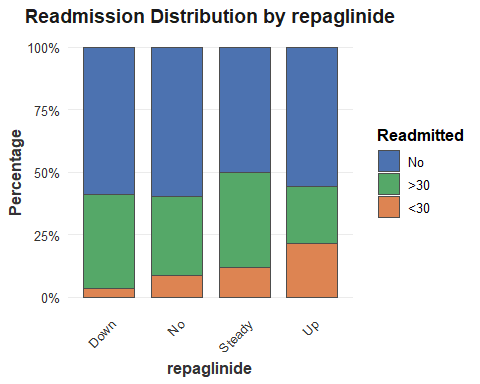 Readmission Distribution by repaglinide
100%
75%
50%
25%
0%
Percentage
Down
No
Steady
Up
repaglinide
Readmitted
No
>30
<30